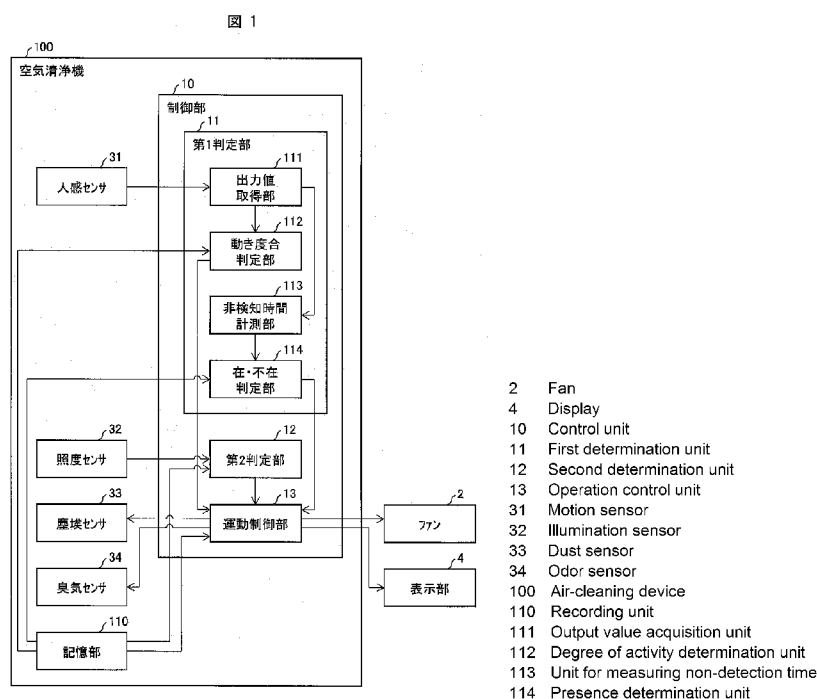 図 1
100
空気清浄機
10
制御部
11
第1判定部
31
人感センサ
111
出力値
取得部
112
動き度合
判定部
113
非検知時間
計測部
114
在・不在
判定部
32
照度センサ
12
第2判定部
33
塵埃センサ
13
運動制御部
2
ファン
34
臭気センサ
4
表示部
110
記憶部
2 Fan
4 Display
10 Control unit
11 First determination unit
12 Second determination unit
13 Operation control unit
31 Motion sensor
32 Illumination sensor
33 Dust sensor
34 Odor sensor
100 Air-cleaning device
110 Recording unit
111 Output value acquisition unit
112 Degree of activity determination unit
113 Unit for measuring non-detection time
114 Presence determination unit